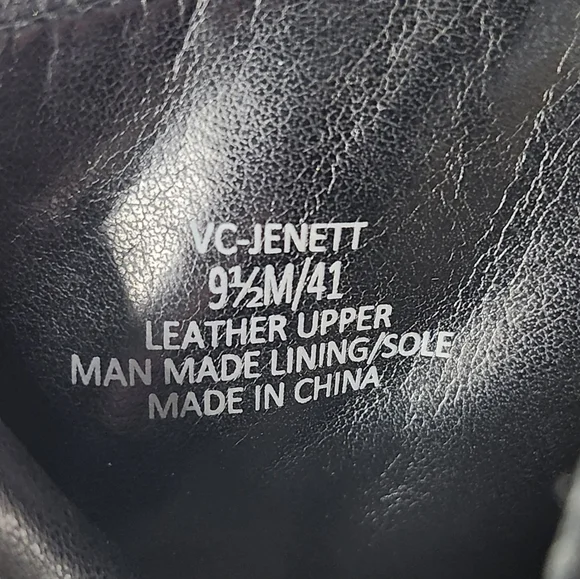 VC-JENETT
9½M/41
LEATHER UPPER
MAN MADE LINING/SOLE
MADE IN CHINA